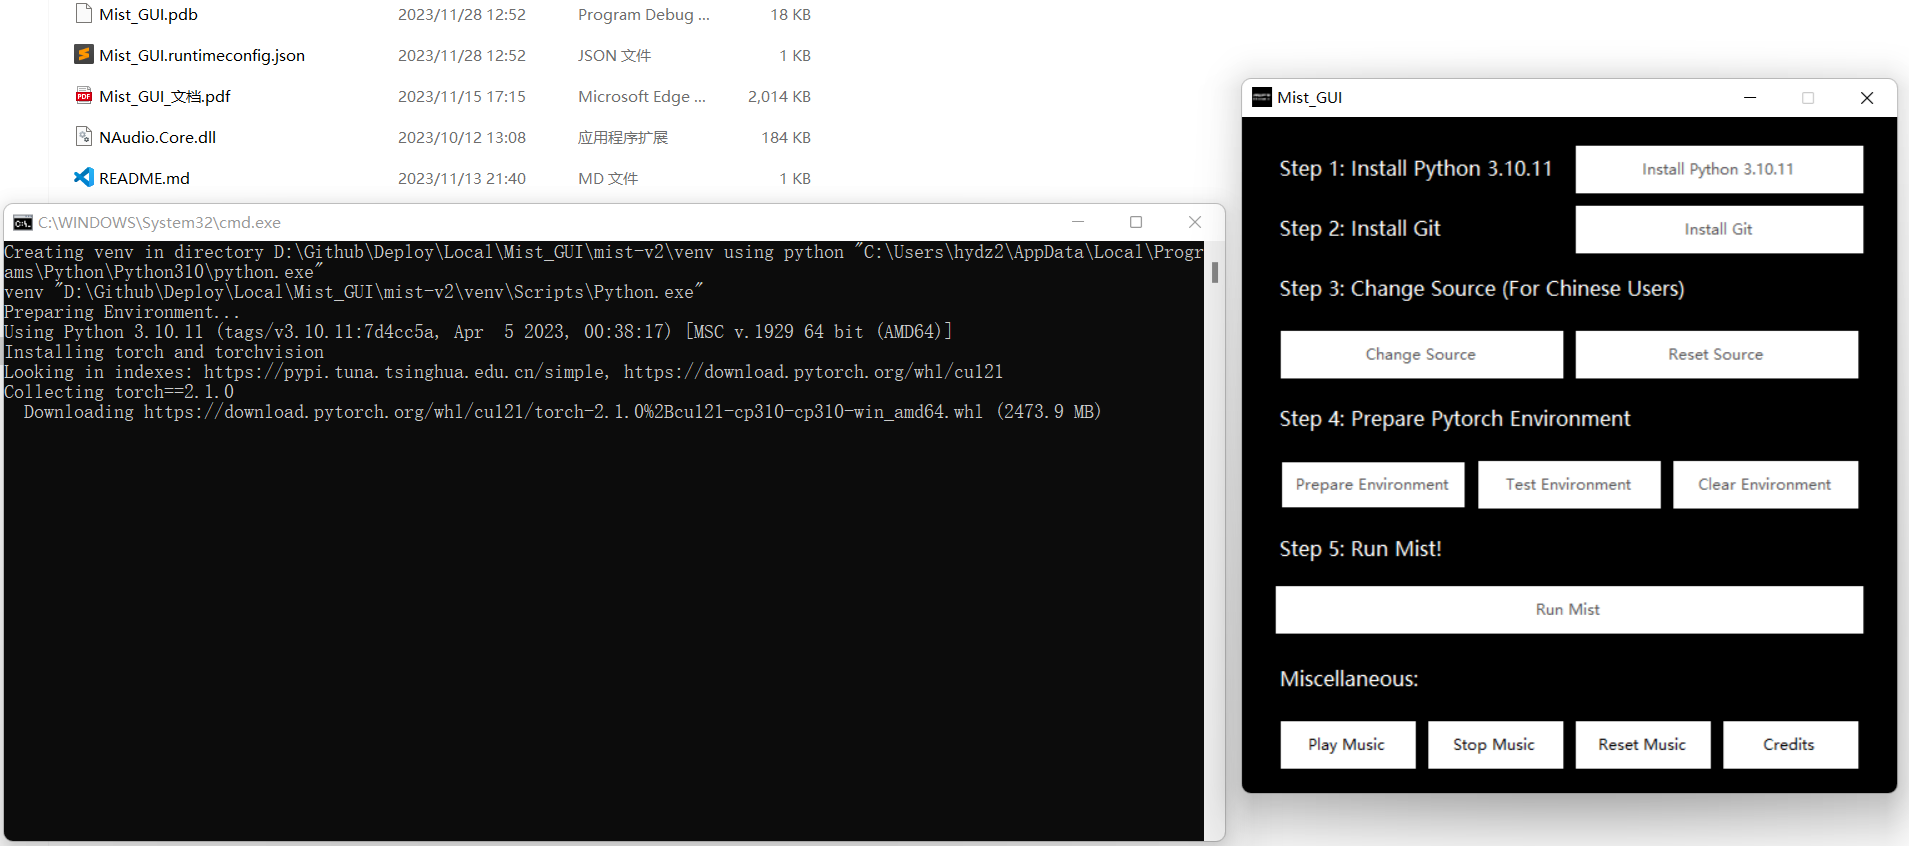 Mist_GUI.pdb 2023/11/28 12:52 Program Debug ... 18 KB
Mist_GUI.runtimeconfig.json 2023/11/28 12:52 JSON 文件 1 KB
Mist_GUI_文档.pdf 2023/11/15 17:15 Microsoft Edge ... 2,014 KB
NAudio.Core.dll 2023/10/12 13:08 应用程序扩展 184 KB
README.md 2023/11/13 21:40 MD 文件 1 KB
C:\WINDOWS\System32\cmd.exe
Creating venv in directory D:\Github\Deploy\Local\Mist_GUI\mist-v2\venv using python "C:\Users\hydz2\AppData\Local\Progr
ams\Python\Python310\python.exe"
venv "D:\Github\Deploy\Local\Mist_GUI\mist-v2\venv\Scripts\Python.exe"
Preparing Environment...
Using Python 3.10.11 (tags/v3.10.11:7d4cc5a, Apr  5 2023, 00:38:17) [MSC v.1929 64 bit (AMD64)]
Installing torch and torchvision
Looking in indexes: https://pypi.tuna.tsinghua.edu.cn/simple, https://download.pytorch.org/whl/cu121
Collecting torch==2.1.0
  Downloading https://download.pytorch.org/whl/cu121/torch-2.1.0%2Bcu121-cp310-cp310-win_amd64.whl (2473.9 MB)
Mist_GUI
Step 1: Install Python 3.10.11 Install Python 3.10.11
Step 2: Install Git Install Git
Step 3: Change Source (For Chinese Users)
Change Source Reset Source
Step 4: Prepare Pytorch Environment
Prepare Environment Test Environment Clear Environment
Step 5: Run Mist!
Run Mist
Miscellaneous:
Play Music Stop Music Reset Music Credits